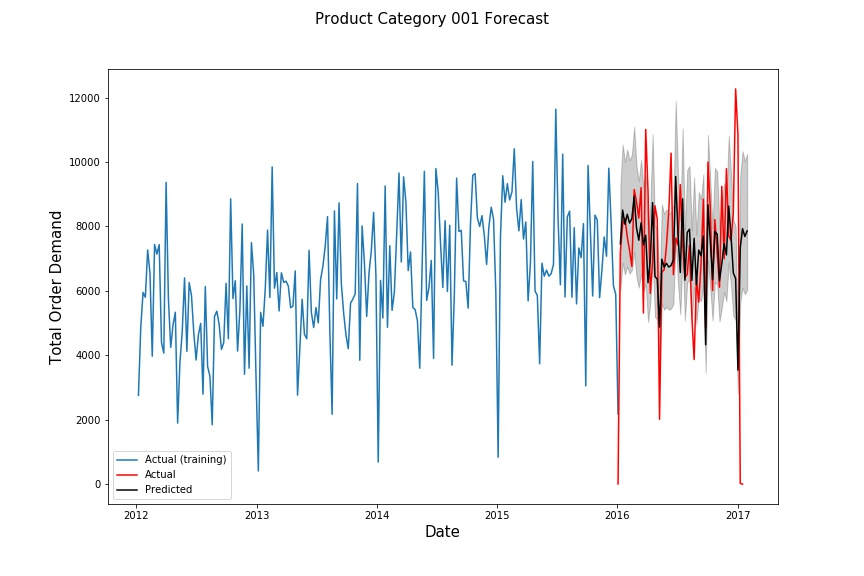 Product Category 001 Forecast
Total Order Demand
12000
10000
8000
6000
4000
2000
0
Actual (training)
Actual
Predicted
2012
2013
2014
2015
2016
2017
Date